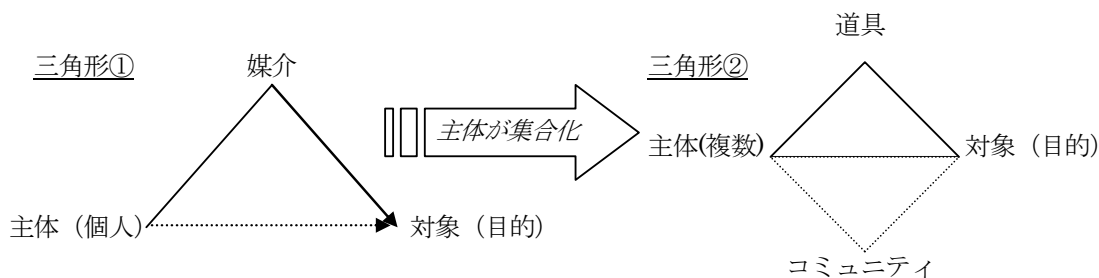 三角形①
媒介
主体（個人）
対象（目的）
主体が集合化
三角形②
道具
主体(複数)
対象（目的）
コミュニティ